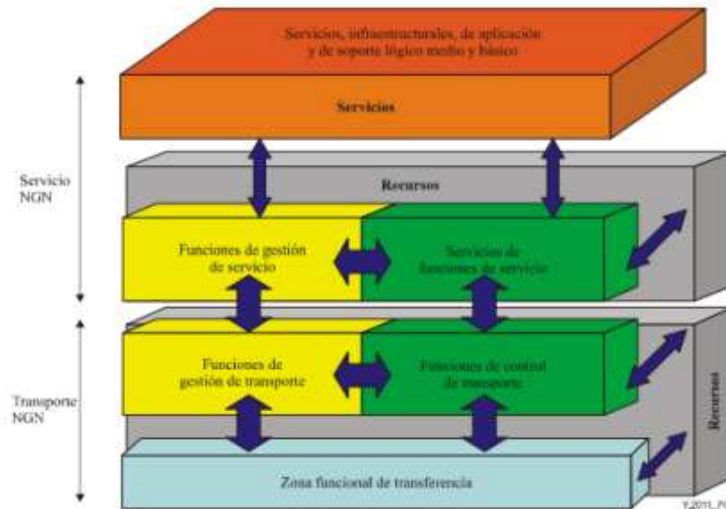 Servicios, infraestructurales, de aplicación
y de soporte lógico medio y básico
Servicios
Servicio
NGN
Recursos
Funciones de gestión
de servicio
Servicios de
funciones de servicio
Funciones de
gestión de transporte
Funciones de control
de transporte
Transporte
NGN
Recursos
Zona funcional de transferencia